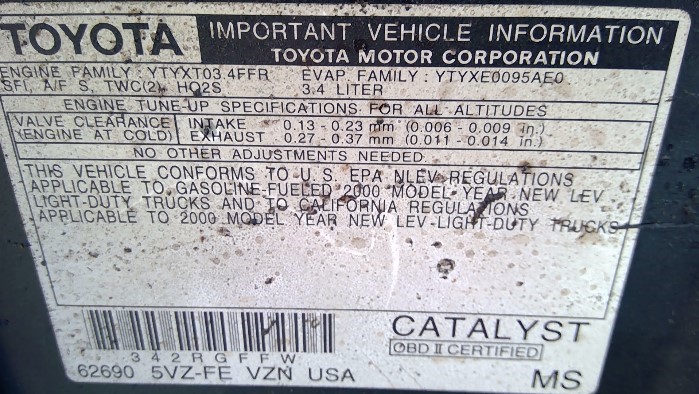 TOYOTA IMPORTANT VEHICLE INFORMATION
TOYOTA MOTOR CORPORATION
ENGINE FAMILY : YTYXT03.4FFR EVAP. FAMILY : YTYXE0095AE0
SFI, A/F S, TWC(2), HO2S 3.4 LITER
ENGINE TUNE-UP SPECIFICATIONS FOR ALL ALTITUDES
VALVE CLEARANCE INTAKE 0.13 - 0.23 mm (0.006 - 0.009 in.)
(ENGINE AT COLD) EXHAUST 0.27 - 0.37 mm (0.011 - 0.014 in.)
NO OTHER ADJUSTMENTS NEEDED.
THIS VEHICLE CONFORMS TO U.S. EPA NLEV REGULATIONS
APPLICABLE TO GASOLINE-FUELED 2000 MODEL YEAR NEW LEV
LIGHT-DUTY TRUCKS AND TO CALIFORNIA REGULATIONS
APPLICABLE TO 2000 MODEL YEAR NEW LEV LIGHT-DUTY TRUCKS
CATALYST
342RGFFW
OBD II CERTIFIED
62690 5VZ-FE VZN USA
MS